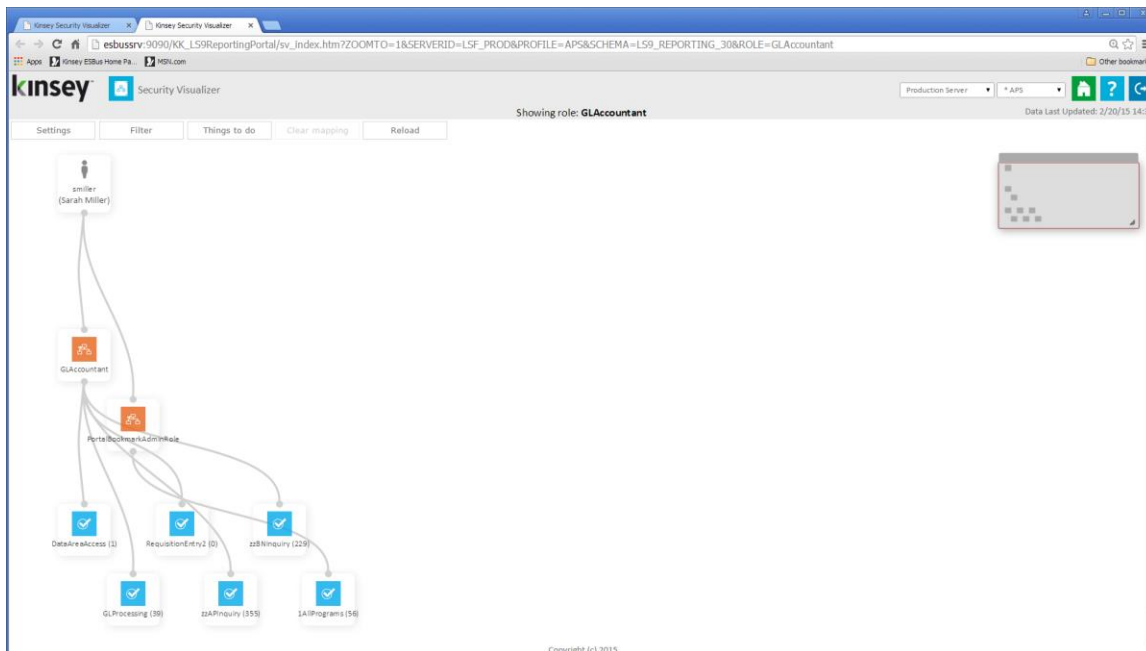 Kinsey Security Visualizer
Kinsey Security Visualizer
esbussrv:9090/KK_LS9ReportingPortal/sv_index.htm?ZOOMTO=1&SERVERID=LSF_PROD&PROFILE=APS&SCHEMA=LS9_REPORTING_30&ROLE=GLAccountant
Apps Kinsey ESBus Home Pa... MSN.com Other bookmar
kinsey Security Visualizer Production Server * APS ?
Showing role: GLAccountant Data Last Updated: 2/20/15 14:
Settings Filter Things to do Clear mapping Reload
smiller
(Sarah Miller)
GLAccountant
PortalBookmarkAdminRole
DataAreaAccess (1) RequisitionEntry2 (0) zzBNInquiry (229)
GLProcessing (39) zzAPInquiry (355) 1AllPrograms (56)
Copyright (c) 2015